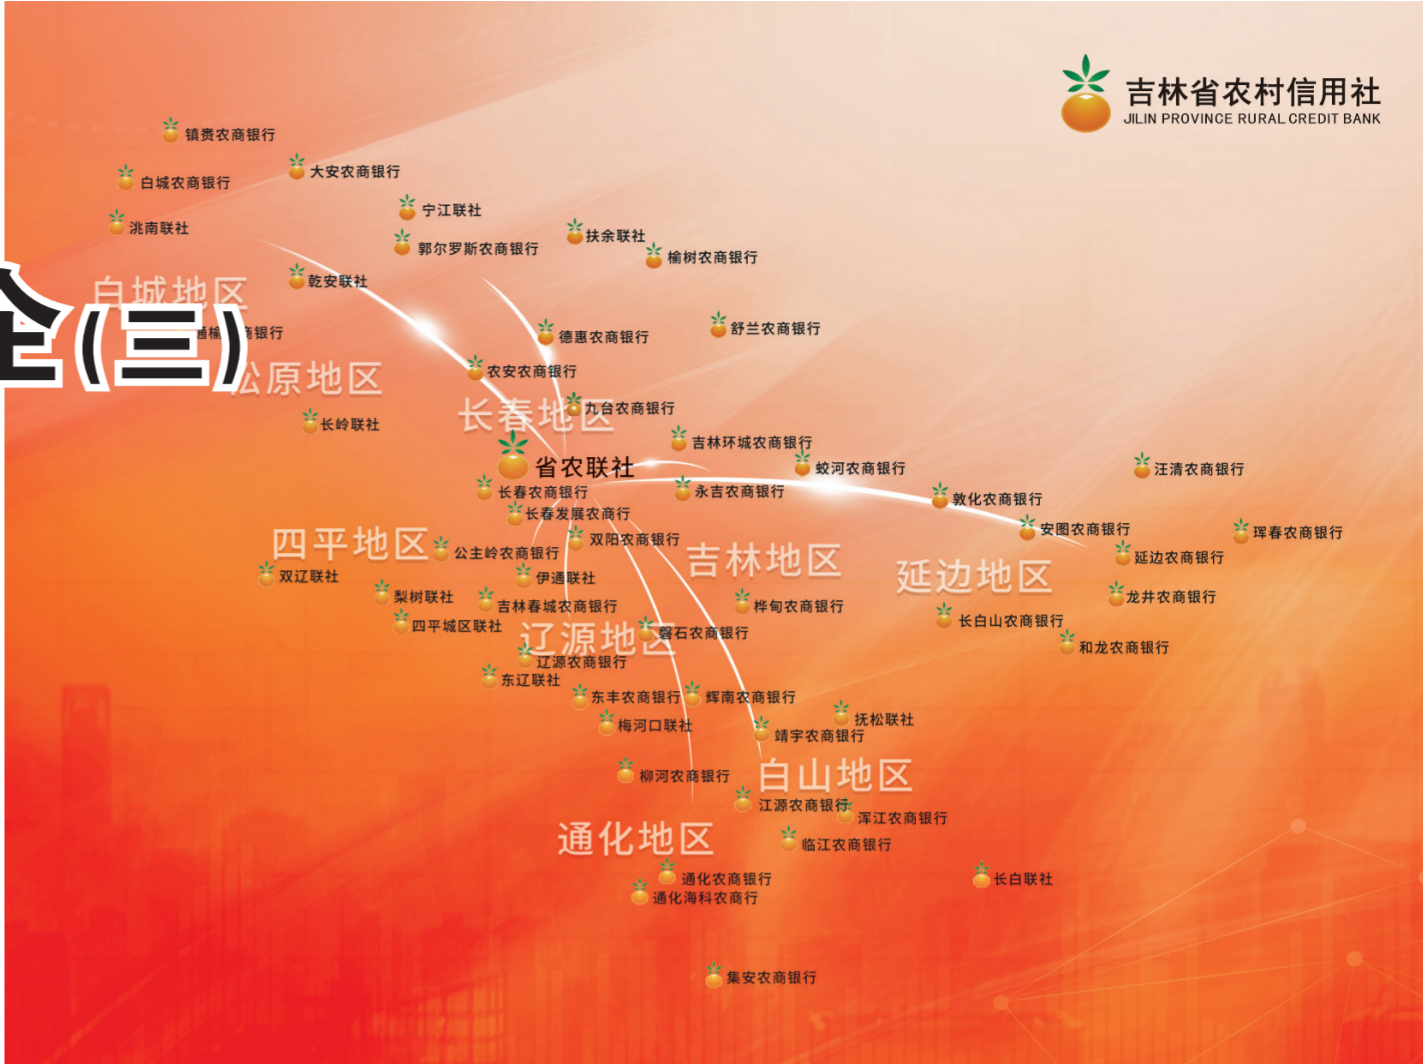 吉林省农村信用社
JILIN PROVINCE RURAL CREDIT BANK
镇赉农商银行
大安农商银行
白城农商银行
宁江联社
洮南联社
扶余联社
郭尔罗斯农商银行
榆树农商银行
乾安联社
白城地区
全(三)
通榆农商银行
舒兰农商银行
德惠农商银行
农安农商银行
松原地区
九台农商银行
长春地区
长岭联社
吉林环城农商银行
省农联社
蛟河农商银行
汪清农商银行
长春农商银行
永吉农商银行
敦化农商银行
长春发展农商行
安图农商银行
珲春农商银行
双阳农商银行
四平地区
公主岭农商银行
吉林地区
延边农商银行
延边地区
双辽联社
伊通联社
梨树联社
龙井农商银行
吉林春城农商银行
桦甸农商银行
长白山农商银行
四平城区联社
磐石农商银行
辽源地区
和龙农商银行
辽源农商银行
东辽联社
东丰农商银行
辉南农商银行
抚松联社
梅河口联社
靖宇农商银行
柳河农商银行
白山地区
江源农商银行
浑江农商银行
通化地区
临江农商银行
通化农商银行
长白联社
通化海科农商行
集安农商银行